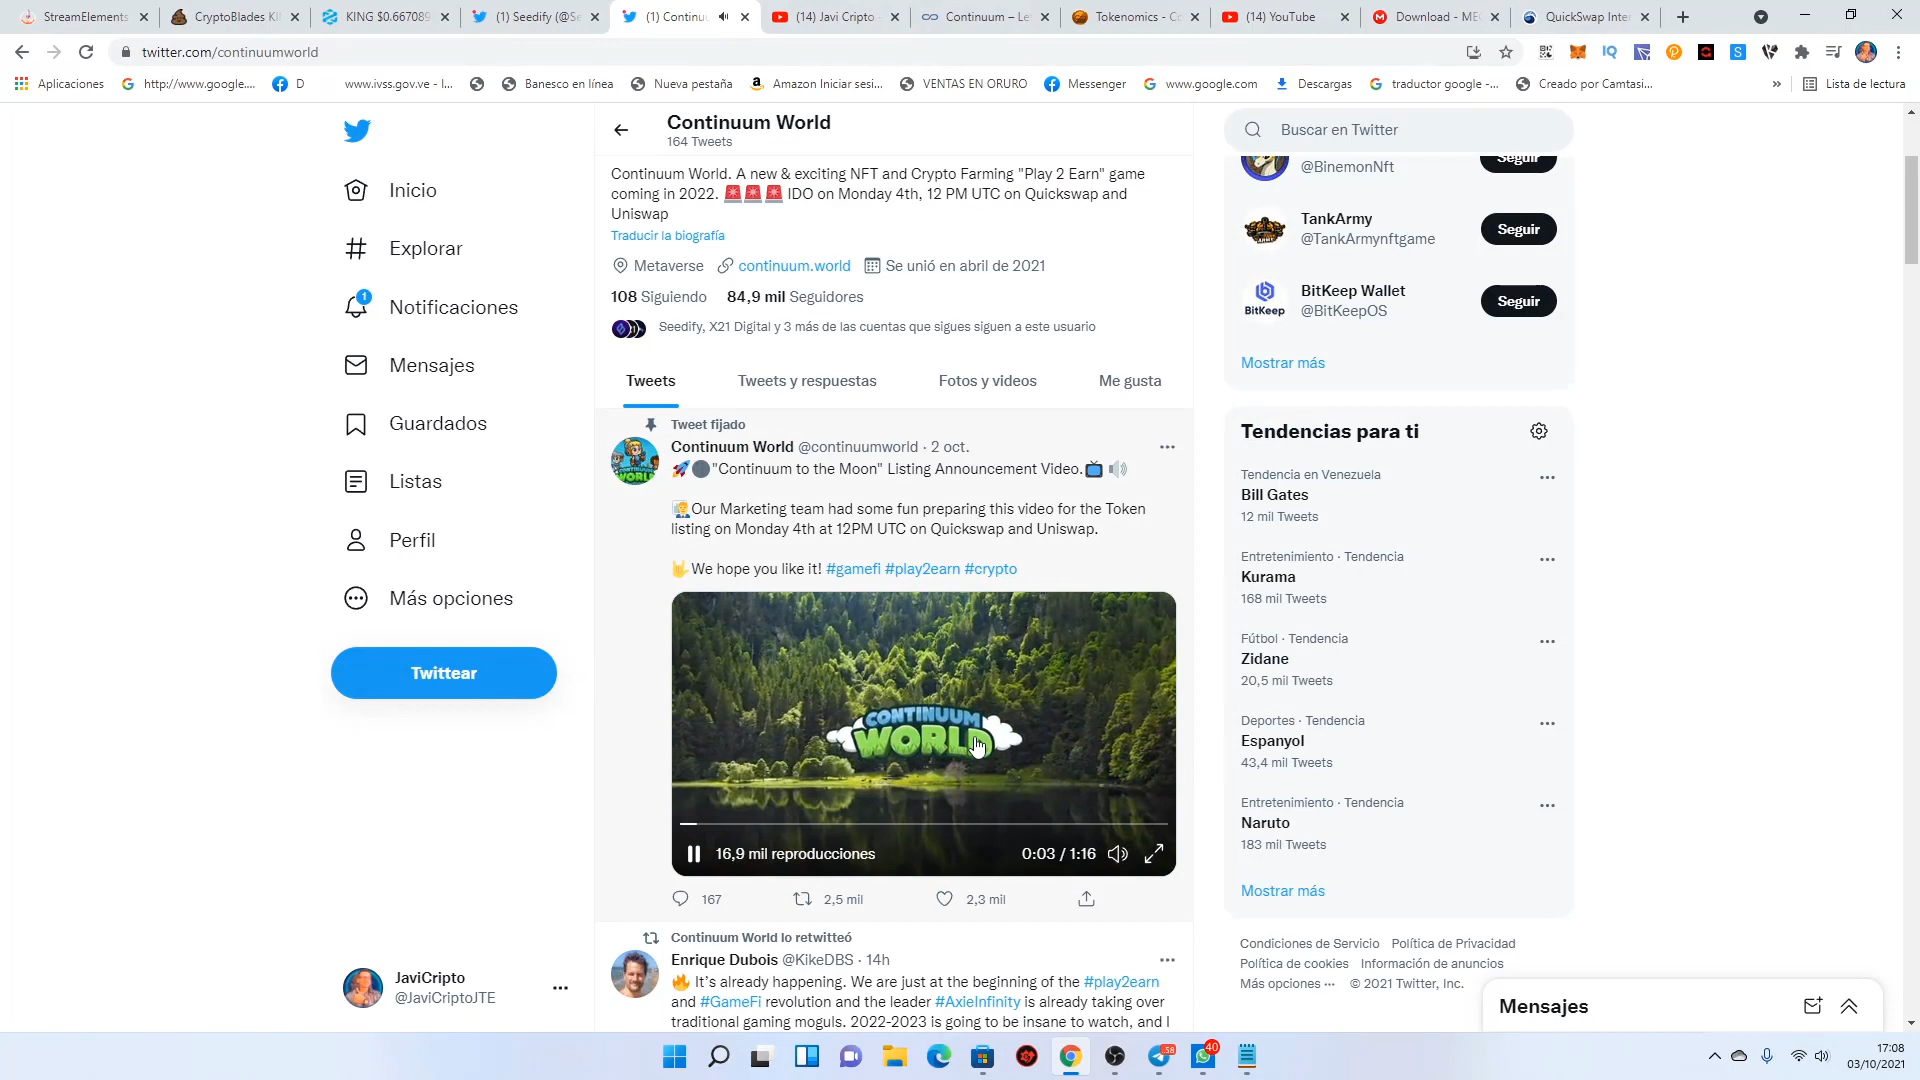 StreamElements
CryptoBlades KI
KING $0.667089
(1) Seedify (@Se
(1) Continuu
(14) Javi Cripto -
Continuum – Le
Tokenomics - Co
(14) YouTube
Download - MEG
QuickSwap Inter
twitter.com/continuumworld
Aplicaciones
http://www.google....
D
www.ivss.gov.ve - I...
Banesco en línea
Nueva pestaña
Amazon Iniciar sesi...
VENTAS EN ORURO
Messenger
www.google.com
Descargas
traductor google -...
Creado por Camtasi...
»
Lista de lectura
Inicio
Explorar
1
Notificaciones
Mensajes
Guardados
Listas
Perfil
Más opciones
Twittear
JaviCripto
@JaviCriptoJTE
Continuum World
164 Tweets
Continuum World. A new & exciting NFT and Crypto Farming "Play 2 Earn" game
coming in 2022. 🚨🚨🚨 IDO on Monday 4th, 12 PM UTC on Quickswap and
Uniswap
Traducir la biografía
Metaverse continuum.world Se unió en abril de 2021
108 Siguiendo 84,9 mil Seguidores
Seedify, X21 Digital y 3 más de las cuentas que sigues siguen a este usuario
Tweets
Tweets y respuestas
Fotos y videos
Me gusta
Tweet fijado
Continuum World @continuumworld · 2 oct.
🚀🌑"Continuum to the Moon" Listing Announcement Video.📺 🔊
Our Marketing team had some fun preparing this video for the Token
listing on Monday 4th at 12PM UTC on Quickswap and Uniswap.
🤟We hope you like it! #gamefi #play2earn #crypto
CONTINUUM
WORLD
16,9 mil reproducciones
0:03 / 1:16
167
2,5 mil
2,3 mil
Continuum World lo retwitteó
Enrique Dubois @KikeDBS · 14h
🔥 It's already happening. We are just at the beginning of the #play2earn
and #GameFi revolution and the leader #AxieInfinity is already taking over
traditional gaming moguls. 2022-2023 is going to be insane to watch, and I
Buscar en Twitter
@BinemonNft
Seguir
TankArmy
@TankArmynftgame
Seguir
BitKeep
BitKeep Wallet
@BitKeepOS
Seguir
Mostrar más
Tendencias para ti
Tendencia en Venezuela
Bill Gates
12 mil Tweets
Entretenimiento · Tendencia
Kurama
168 mil Tweets
Fútbol · Tendencia
Zidane
20,5 mil Tweets
Deportes · Tendencia
Espanyol
43,4 mil Tweets
Entretenimiento · Tendencia
Naruto
183 mil Tweets
Mostrar más
Condiciones de Servicio Política de Privacidad
Política de cookies Información de anuncios
Más opciones ··· © 2021 Twitter, Inc.
Mensajes
58
40
17:08
03/10/2021